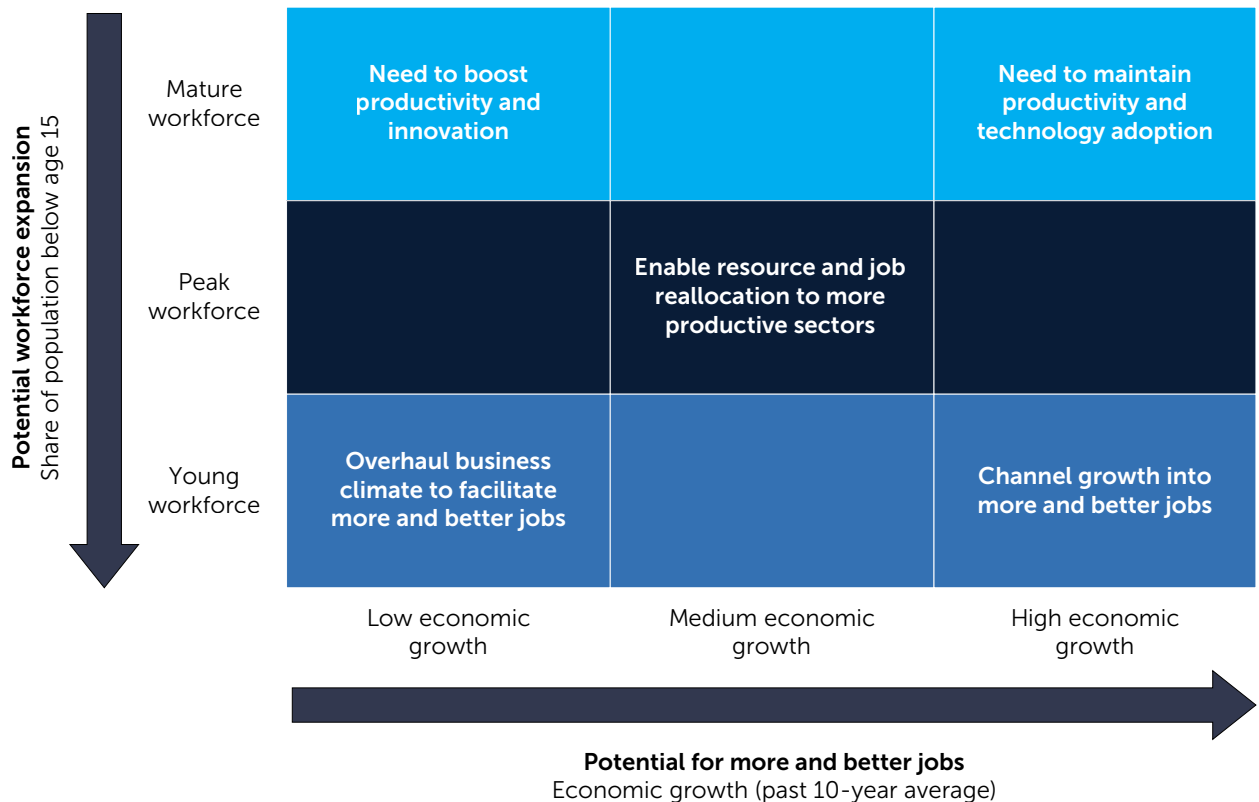 Potential workforce expansion
Share of population below age 15
Mature
workforce
Need to boost
productivity and
innovation
Need to maintain
productivity and
technology adoption
Peak
workforce
Enable resource and job
reallocation to more
productive sectors
Young
workforce
Overhaul business
climate to facilitate
more and better jobs
Channel growth into
more and better jobs
Low economic
growth
Medium economic
growth
High economic
growth
Potential for more and better jobs
Economic growth (past 10-year average)